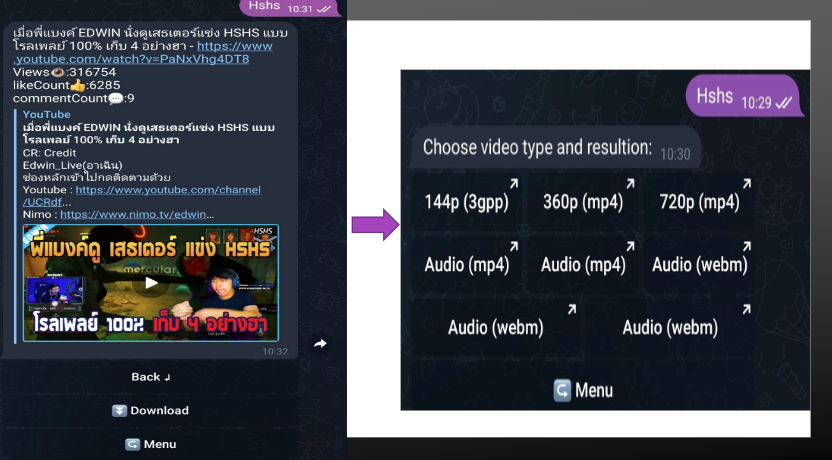 Hshs 10:31
เมื่อพี่แบงค์ EDWIN นั่งดูเสธเตอร์แข่ง HSHS แบบ
โรลเพลย์ 100% เก็บ 4 อย่างฮา - https://www
.youtube.com/watch?v=PaNxVhg4DT8
Views👁:316754
likeCount👍:6285
commentCount💬:9
YouTube
เมื่อพี่แบงค์ EDWIN นั่งดูเสธเตอร์แข่ง HSHS แบบ
โรลเพลย์ 100% เก็บ 4 อย่างฮา
CR: Credit
Edwin_Live(อาเฉิน)
ช่องหลักเข้าไปกดติดตามด้วย
Youtube : https://www.youtube.com/channel
/UCRdf...
Nimo : https://www.nimo.tv/edwin...
HSHS
พี่แบงค์ดู เสธเตอร์ แข่ง HSHS
mercular
โรลเพลย์ 100% เก็บ 4 อย่างฮา
10:32
Back ↲
Download
Menu
Hshs 10:29
Choose video type and resultion: 10:30
144p (3gpp) 360p (mp4) 720p (mp4)
Audio (mp4) Audio (mp4) Audio (webm)
Audio (webm) Audio (webm)
Menu